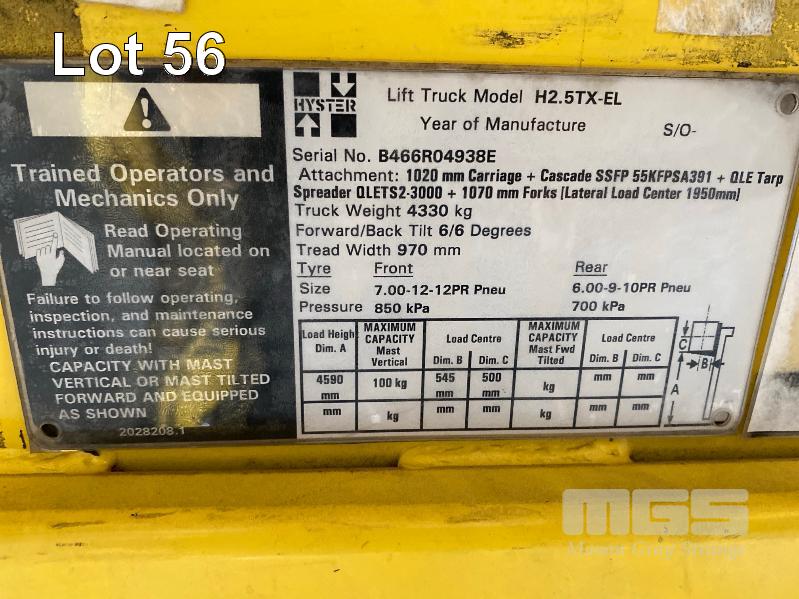 Lot 56
Trained Operators and
Mechanics Only
Read Operating
Manual located on
or near seat
Failure to follow operating,
inspection, and maintenance
instructions can cause serious
injury or death!
CAPACITY WITH MAST
VERTICAL OR MAST TILTED
FORWARD AND EQUIPPED
AS SHOWN
2028208.1
HYSTER
Lift Truck Model H2.5TX-EL
Year of Manufacture S/O-
Serial No. B466R04938E
Attachment: 1020 mm Carriage + Cascade SSFP 55KFPSA391 + QLE Tarp
Spreader QLETS2-3000 + 1070 mm Forks [Lateral Load Center 1950mm]
Truck Weight 4330 kg
Forward/Back Tilt 6/6 Degrees
Tread Width 970 mm
Tyre Front Rear
Size 7.00-12-12PR Pneu 6.00-9-10PR Pneu
Pressure 850 kPa 700 kPa
Load Heigh
Dim. A
MAXIMUM
CAPACITY
Mast
Vertical
Load Centre
Dim. B Dim. C
MAXIMUM
CAPACITY
Mast Fwd
Tilted
Load Centre
Dim. B Dim. C
4590 mm 100 kg 545 mm 500 mm kg mm mm
mm kg mm mm kg mm mm
C
B
A
MGS